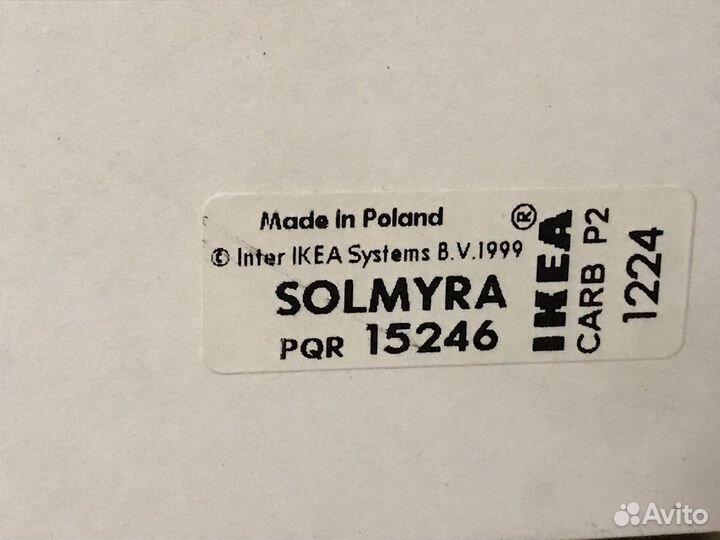 Made in Poland
© Inter IKEA Systems B.V.1999
SOLMYRA
PQR 15246
IKEA®
CARB P2
1224
Avito